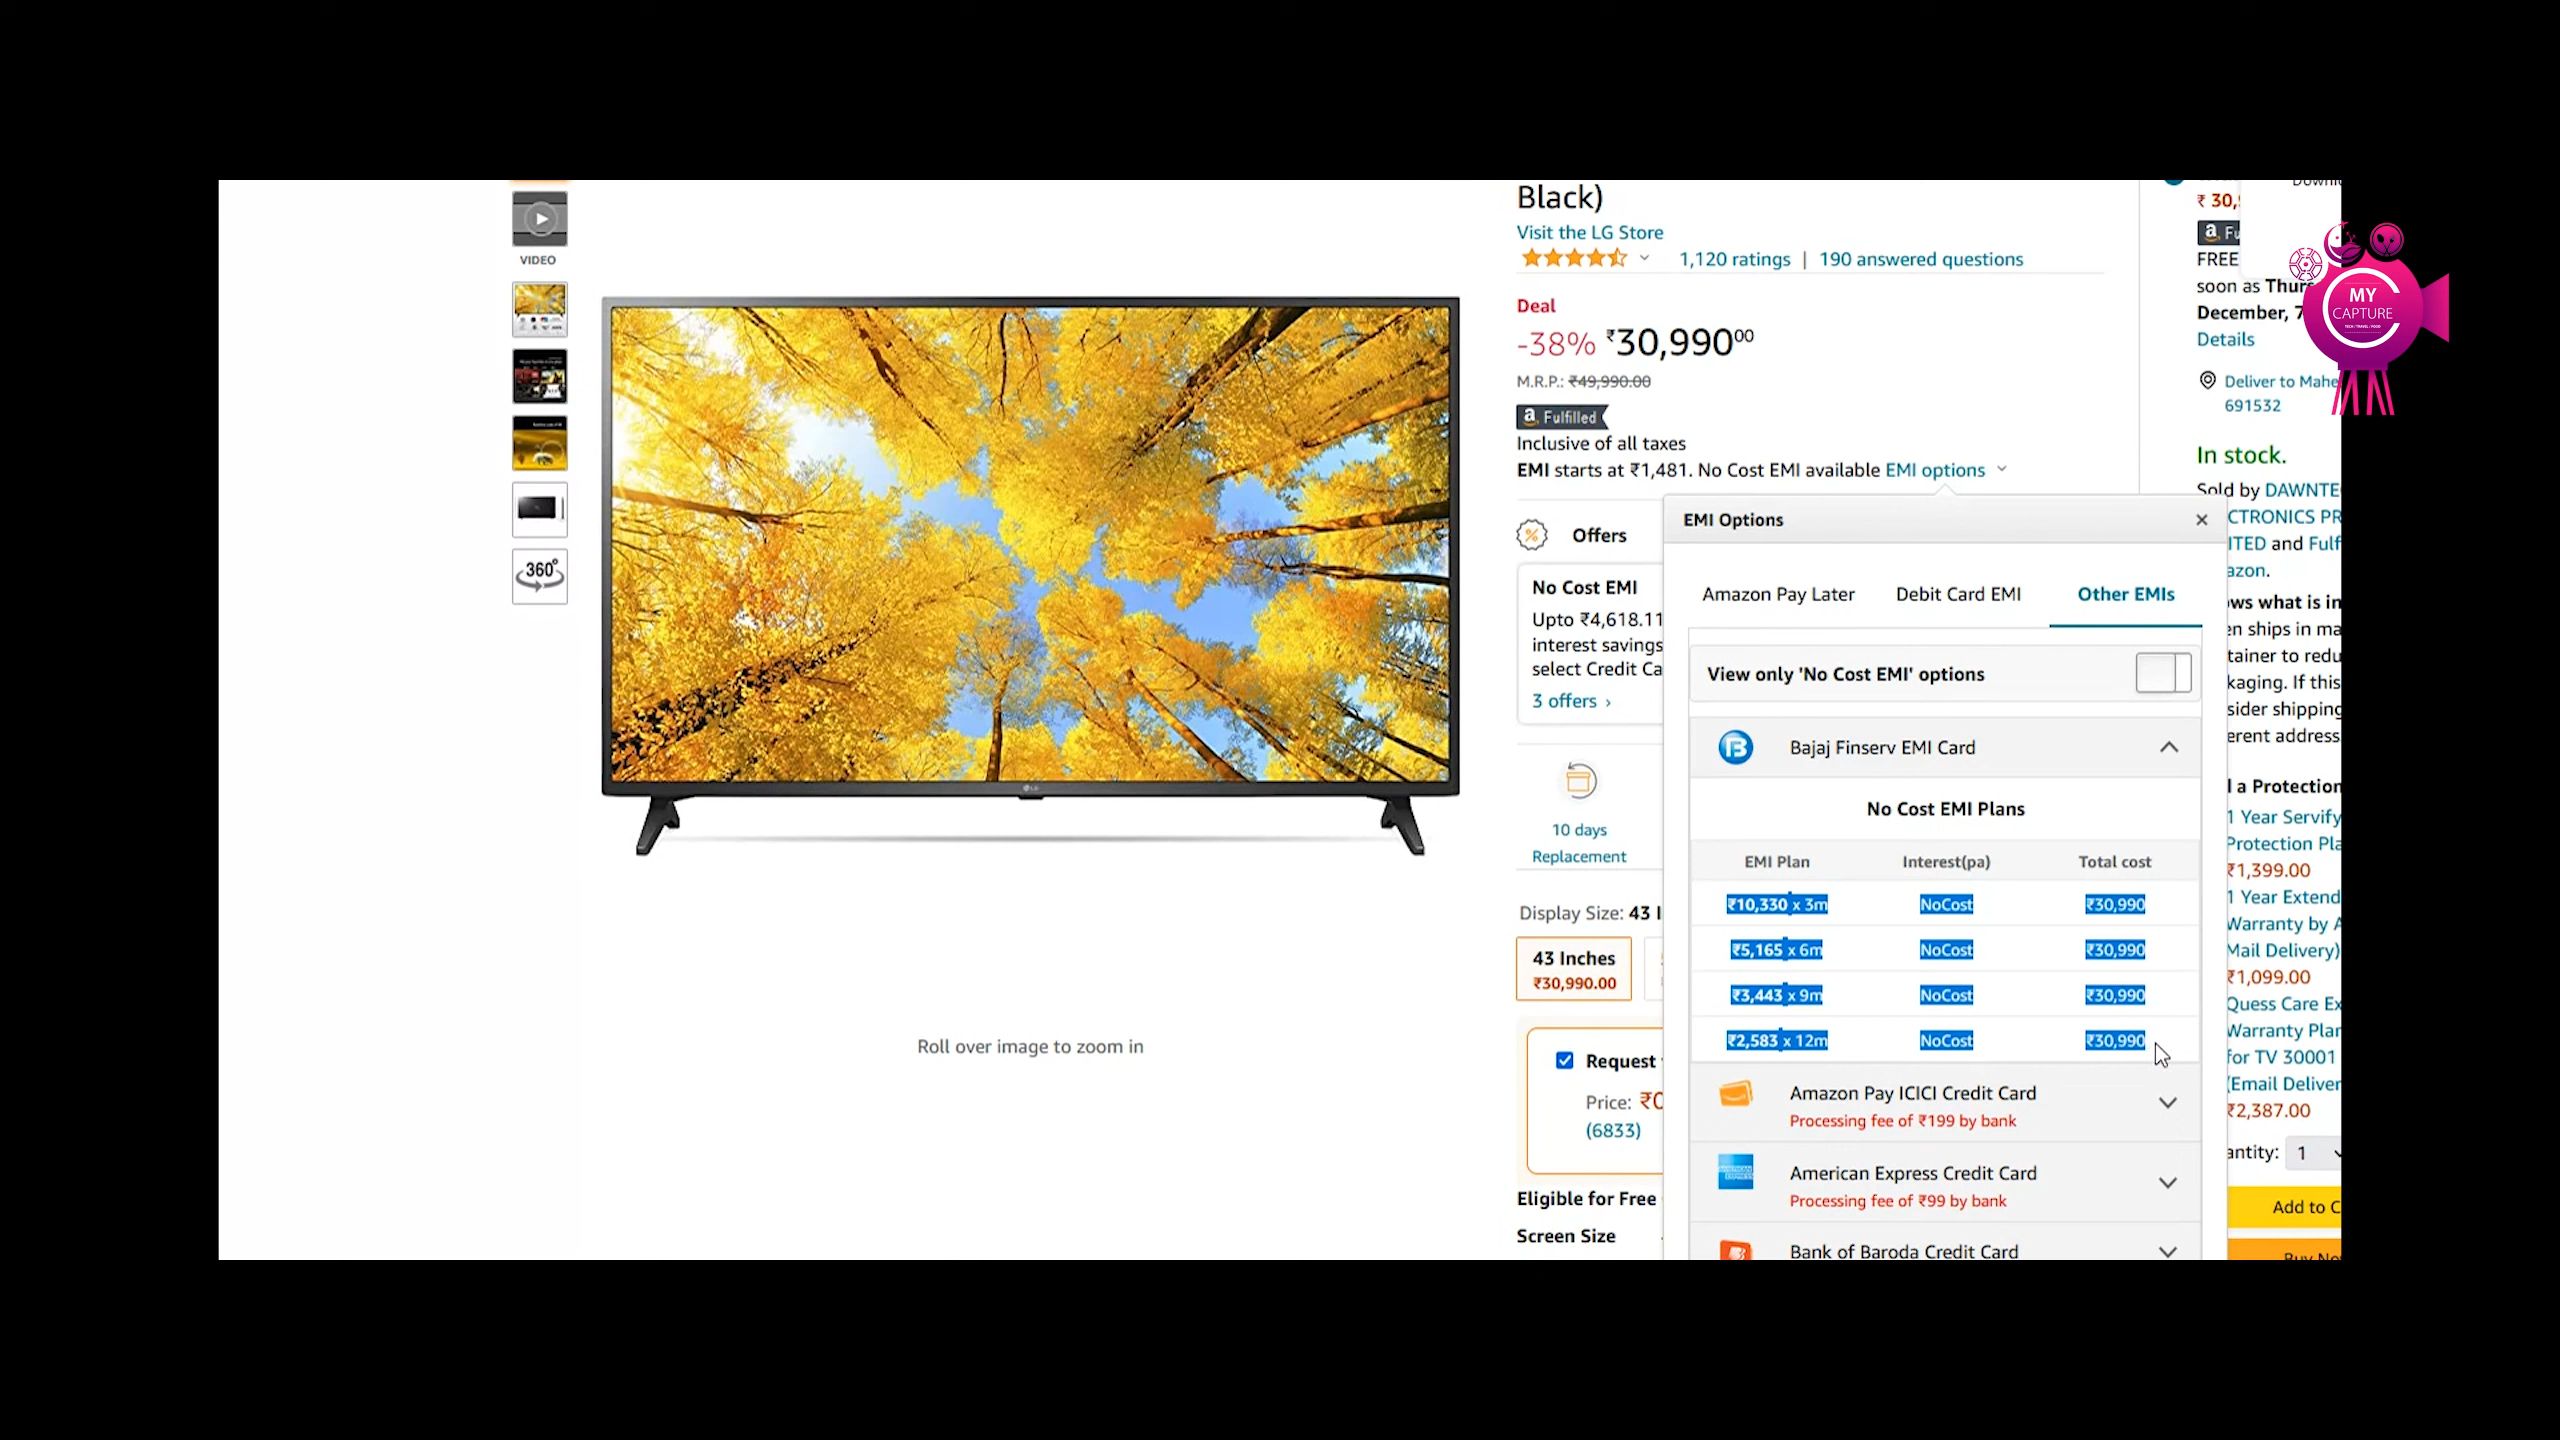 VIDEO
360°
Roll over image to zoom in
LG
Black)
Visit the LG Store
1,120 ratings | 190 answered questions
Deal
-38% ₹30,990⁰⁰
M.R.P.: ₹49,990.00
a Fulfilled
Inclusive of all taxes
EMI starts at ₹1,481. No Cost EMI available EMI options
Offers
No Cost EMI
Upto ₹4,618.11
interest savings
select Credit Ca
3 offers ›
10 days
Replacement
Display Size: 43 I
43 Inches
₹30,990.00
Request
Price: ₹0
(6833)
Eligible for Free
Screen Size
EMI Options
Amazon Pay Later Debit Card EMI Other EMIs
View only 'No Cost EMI' options
Bajaj Finserv EMI Card
No Cost EMI Plans
EMI Plan Interest(pa) Total cost
₹10,330 x 3m NoCost ₹30,990
₹5,165 x 6m NoCost ₹30,990
₹3,443 x 9m NoCost ₹30,990
₹2,583 x 12m NoCost ₹30,990
Amazon Pay ICICI Credit Card
Processing fee of ₹199 by bank
American Express Credit Card
Processing fee of ₹99 by bank
Bank of Baroda Credit Card
₹ 30,
a Fu
FREE
soon as Thurs
December, 7
Details
Deliver to Mahe
691532
In stock.
Sold by DAWNTE
CTRONICS PR
ITED and Fulf
azon.
ws what is in
en ships in ma
tainer to redu
kaging. If this
sider shipping
erent address
a Protection
1 Year Servify
Protection Pla
₹1,399.00
1 Year Extend
Warranty by A
Mail Delivery)
₹1,099.00
Quess Care Ex
Warranty Plan
for TV 30001
(Email Deliver
₹2,387.00
antity: 1
Add to C
Buy No
MY
CAPTURE
TECH / TRAVEL / FOOD